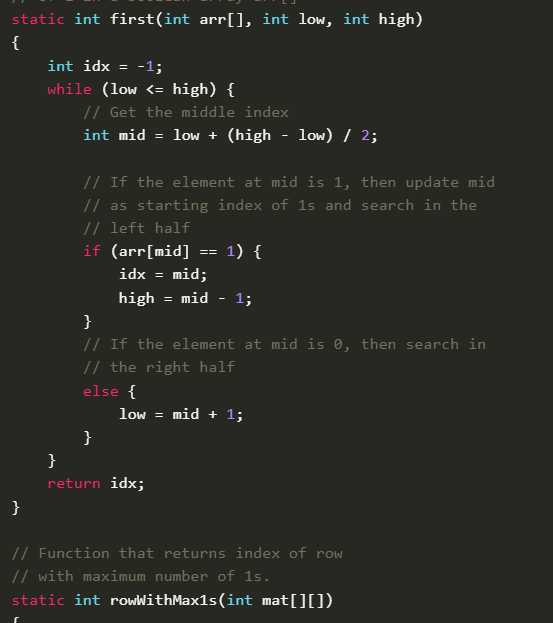 static int first(int arr[], int low, int high)
{
    int idx = -1;
    while (low <= high) {
        // Get the middle index
        int mid = low + (high - low) / 2;

        // If the element at mid is 1, then update mid
        // as starting index of 1s and search in the
        // left half
        if (arr[mid] == 1) {
            idx = mid;
            high = mid - 1;
        }
        // If the element at mid is 0, then search in
        // the right half
        else {
            low = mid + 1;
        }
    }
    return idx;
}

// Function that returns index of row
// with maximum number of 1s.
static int rowWithMax1s(int mat[][])
{